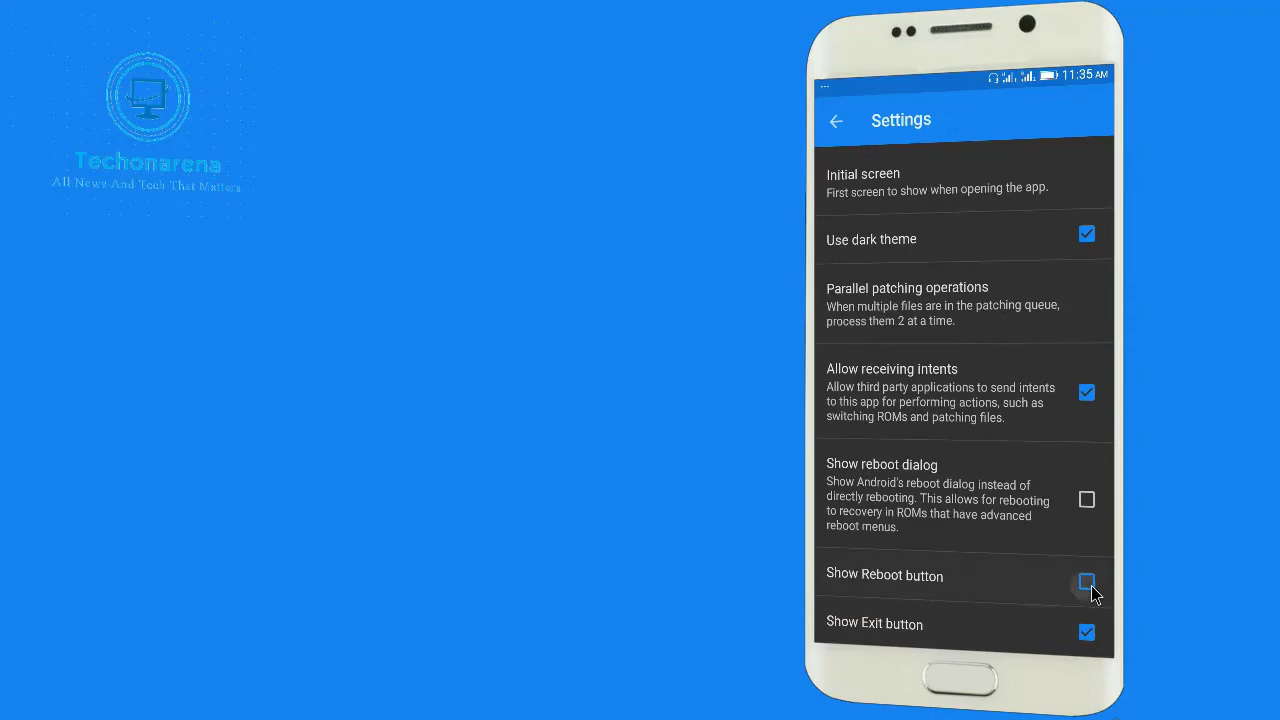 Techonarena
All News And Tech That Matters
11:35 AM
Settings
Initial screen
First screen to show when opening the app.
Use dark theme
Parallel patching operations
When multiple files are in the patching queue,
process them 2 at a time.
Allow receiving intents
Allow third party applications to send intents
to this app for performing actions, such as
switching ROMs and patching files.
Show reboot dialog
Show Android's reboot dialog instead of
directly rebooting. This allows for rebooting
to recovery in ROMs that have advanced
reboot menus.
Show Reboot button
Show Exit button